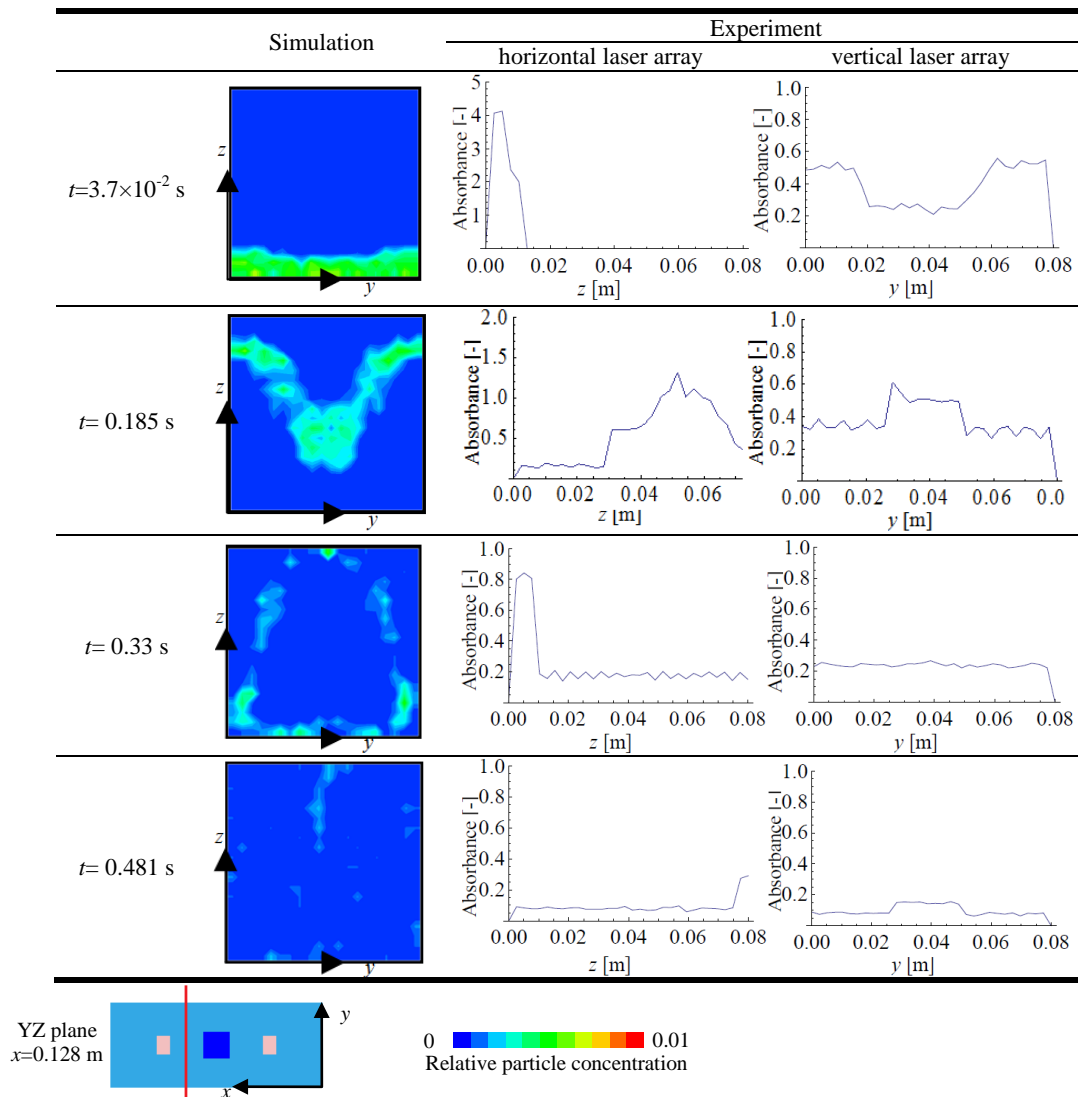 Simulation
Experiment
horizontal laser array
vertical laser array
t=3.7×10⁻² s
z
y
Absorbance [-]
5
4
3
2
1
0.00 0.02 0.04 0.06 0.08
z [m]
Absorbance [-]
1.0
0.8
0.6
0.4
0.2
0.00 0.02 0.04 0.06 0.08
y [m]
t= 0.185 s
z
y
Absorbance [-]
2.0
1.5
1.0
0.5
0.00 0.02 0.04 0.06
z [m]
Absorbance [-]
1.0
0.8
0.6
0.4
0.2
0.00 0.02 0.04 0.06 0.0
y [m]
t= 0.33 s
z
y
Absorbance [-]
1.0
0.8
0.6
0.4
0.2
0.00 0.02 0.04 0.06 0.08
z [m]
Absorbance [-]
1.0
0.8
0.6
0.4
0.2
0.00 0.02 0.04 0.06 0.08
y [m]
t= 0.481 s
z
y
Absorbance [-]
1.0
0.8
0.6
0.4
0.2
0.00 0.02 0.04 0.06 0.08
z [m]
Absorbance [-]
1.0
0.8
0.6
0.4
0.2
0.00 0.02 0.04 0.06 0.08
y [m]
YZ plane
x=0.128 m
y
x
0 0.01
Relative particle concentration